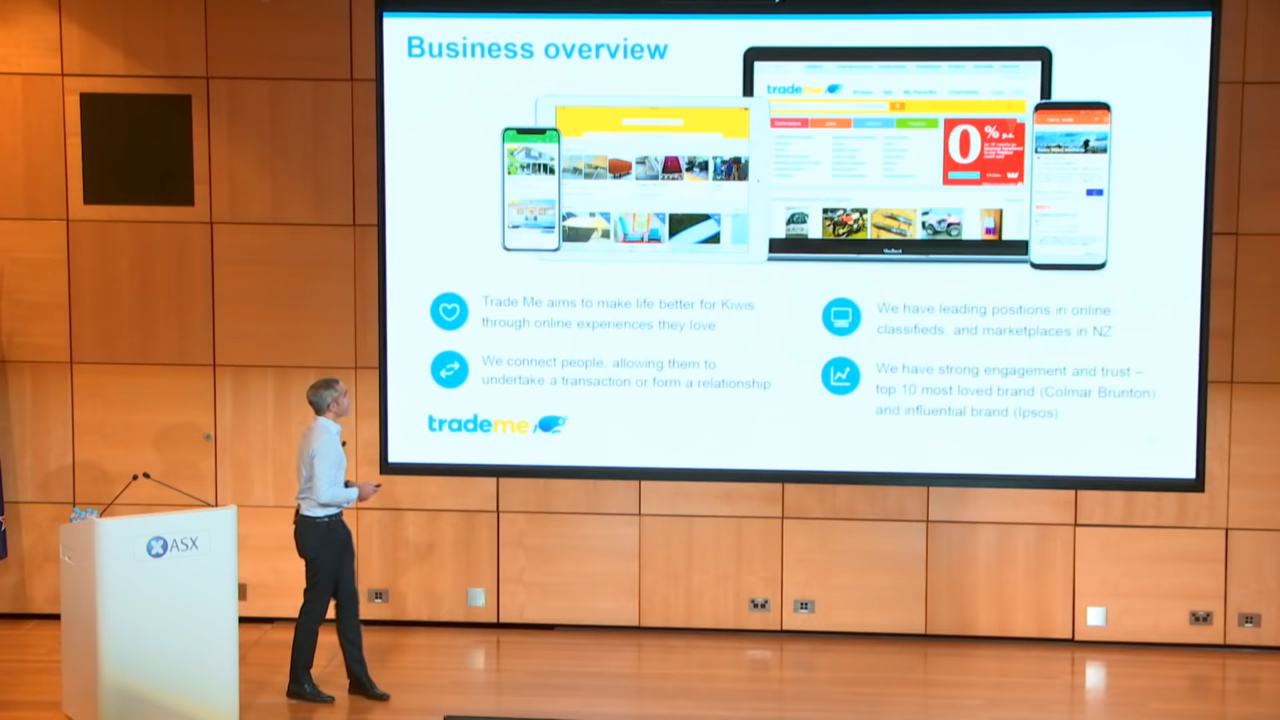 Business overview
trademe
0% p.a.
MacBook
Trade Me aims to make life better for Kiwis
through online experiences they love
We connect people, allowing them to
undertake a transaction or form a relationship
trademe
We have leading positions in online
classifieds, and marketplaces in NZ
We have strong engagement and trust –
top 10 most loved brand (Colmar Brunton)
and influential brand (Ipsos)
ASX